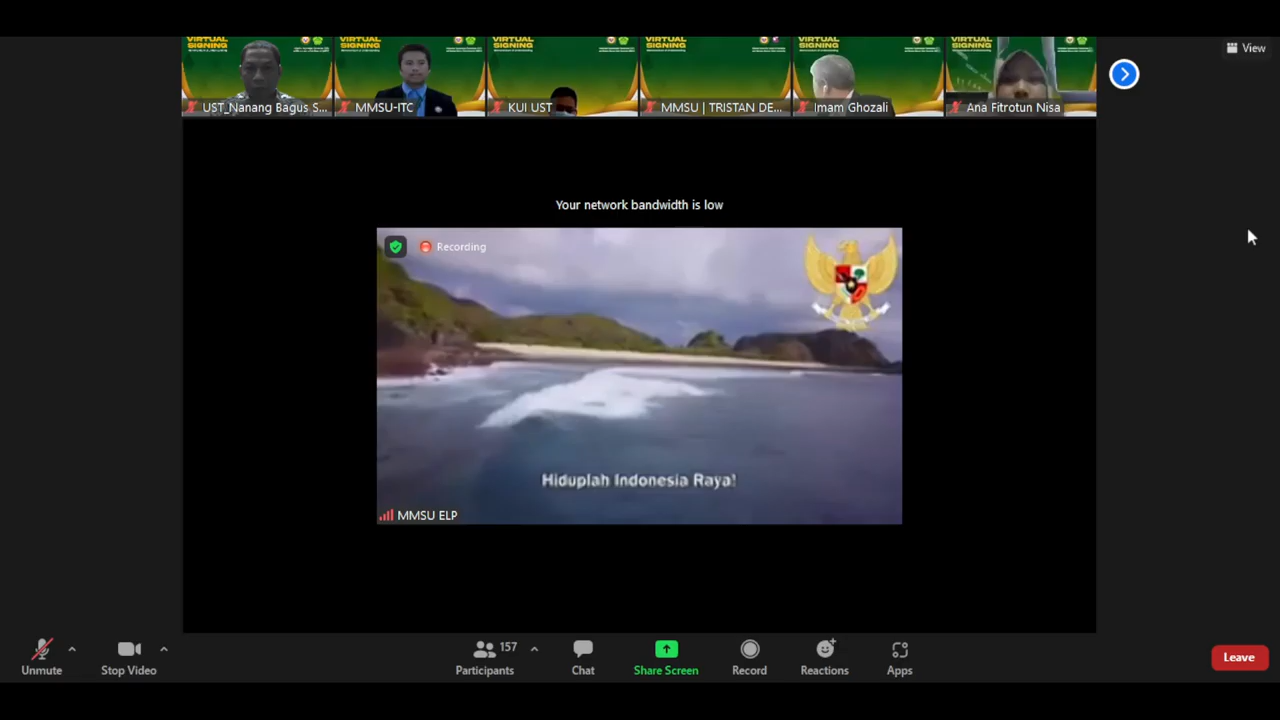 VIRTUAL
SIGNING
VIRTUAL
SIGNING
VIRTUAL
SIGNING
VIRTUAL
SIGNING
VIRTUAL
SIGNING
VIRTUAL
SIGNING
View
UST_Nanang Bagus S...
MMSU-ITC
KUI UST
MMSU | TRISTAN DE...
Imam Ghozali
Ana Fitrotun Nisa
Your network bandwidth is low
Recording
Hiduplah Indonesia Raya!
MMSU ELP
157
Unmute
Stop Video
Participants
Chat
Share Screen
Record
Reactions
Apps
Leave